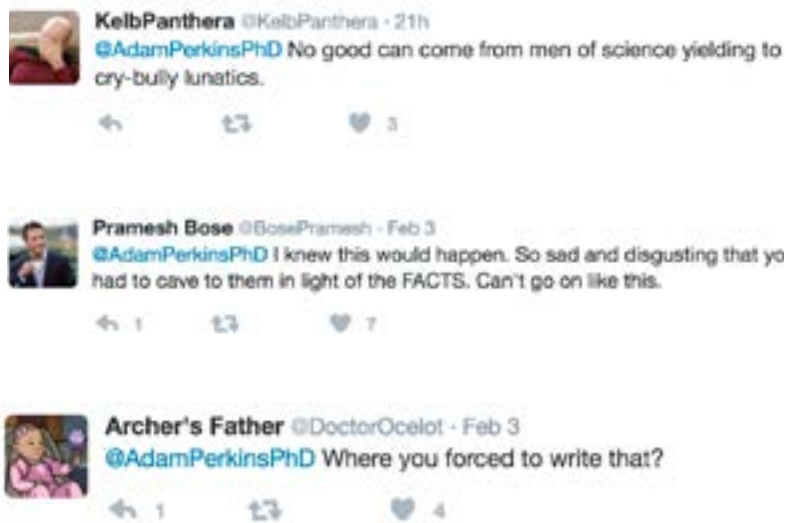 KelbPanthera @KelbPanthera · 21h
@AdamPerkinsPhD No good can come from men of science yielding to
cry-bully lunatics.
3
Pramesh Bose @BosePramesh · Feb 3
@AdamPerkinsPhD I knew this would happen. So sad and disgusting that yo
had to cave to them in light of the FACTS. Can't go on like this.
1 7
Archer's Father @DoctorOcelot · Feb 3
@AdamPerkinsPhD Where you forced to write that?
1 4